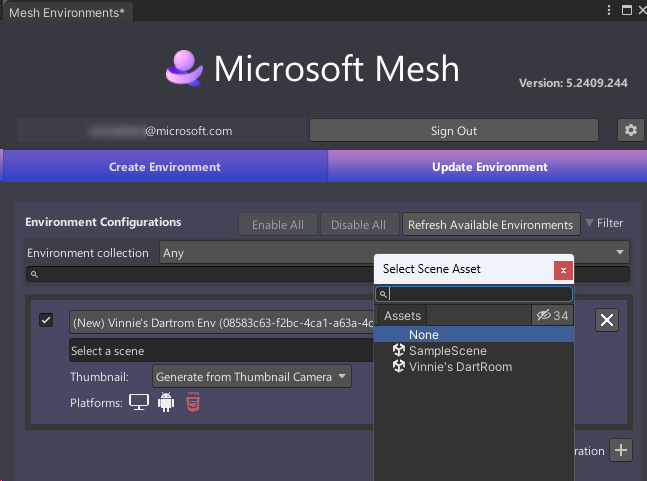 Mesh Environments*
Microsoft Mesh
Version: 5.2409.244
@microsoft.com
Sign Out
Create Environment
Update Environment
Environment Configurations
Enable All
Disable All
Refresh Available Environments
Filter
Environment collection
Any
Select Scene Asset
x
Assets
34
None
SampleScene
Vinnie's DartRoom
(New) Vinnie's Dartrom Env (08583c63-f2bc-4ca1-a63a-4c
Select a scene
Thumbnail:
Generate from Thumbnail Camera
Platforms:
ration